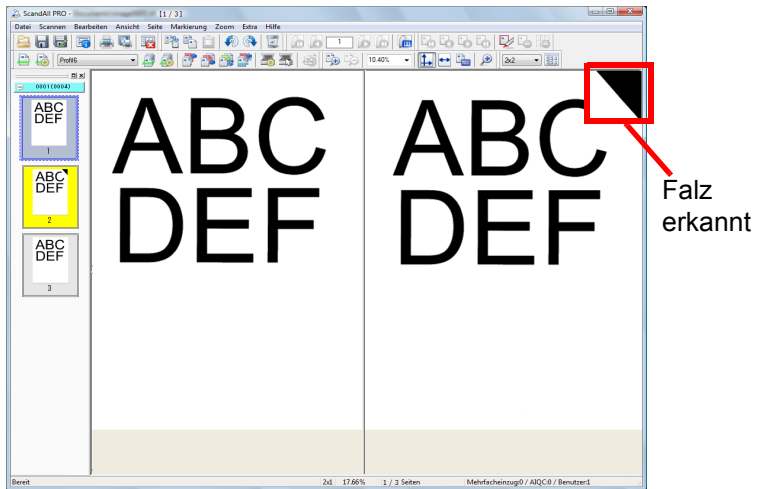 ScandAll PRO - [1 / 3]
Datei Scannen Bearbeiten Ansicht Seite Markierung Zoom Extra Hilfe
1
Profil6 10.40% 2x2
0001(0004)
ABC
DEF
1
ABC
DEF
2
ABC
DEF
3
ABC
DEF
ABC
DEF
Falz
erkannt
Bereit 2x1 17.66% 1 / 3 Seiten Mehrfacheinzug:0 / AIQC:0 / Benutzer:1